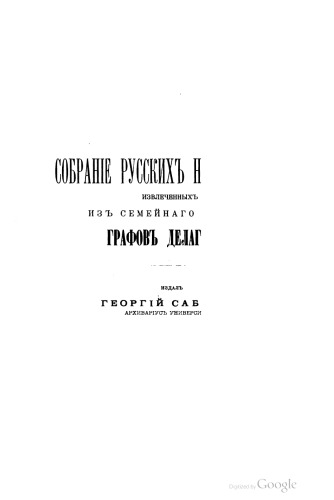 СОБРАНІЕ РУССКИХЪ Н
ИЗВЛЕЧЕННЫХЪ
ИЗЪ СЕМЕЙНАГО
ГРАФОВЪ ДЕЛАГ
ИЗДАЛЪ
ГЕОРГІЙ САБ
АРХИВАРІУСЪ УНИВЕРСИ
Digitized by Google